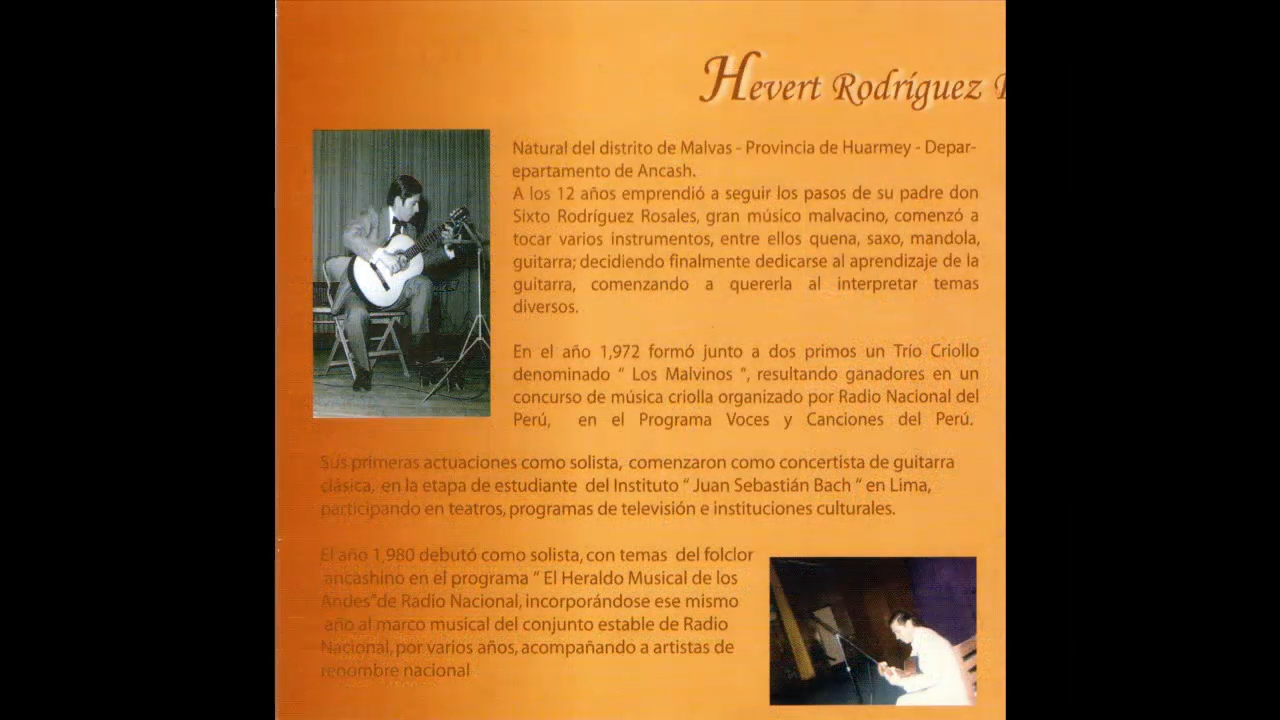 Hevert Rodríguez
Natural del distrito de Malvas - Provincia de Huarmey - Depar-
epartamento de Ancash.
A los 12 años emprendió a seguir los pasos de su padre don
Sixto Rodríguez Rosales, gran músico malvacino, comenzó a
tocar varios instrumentos, entre ellos quena, saxo, mandola,
guitarra; decidiendo finalmente dedicarse al aprendizaje de la
guitarra, comenzando a quererla al interpretar temas
diversos.
En el año 1,972 formó junto a dos primos un Trío Criollo
denominado " Los Malvinos ", resultando ganadores en un
concurso de música criolla organizado por Radio Nacional del
Perú, en el Programa Voces y Canciones del Perú.
Sus primeras actuaciones como solista, comenzaron como concertista de guitarra
clásica, en la etapa de estudiante del Instituto " Juan Sebastián Bach " en Lima,
participando en teatros, programas de televisión e instituciones culturales.
El año 1,980 debutó como solista, con temas del folclor
ancashino en el programa " El Heraldo Musical de los
Andes" de Radio Nacional, incorporándose ese mismo
año al marco musical del conjunto estable de Radio
Nacional, por varios años, acompañando a artistas de
renombre nacional